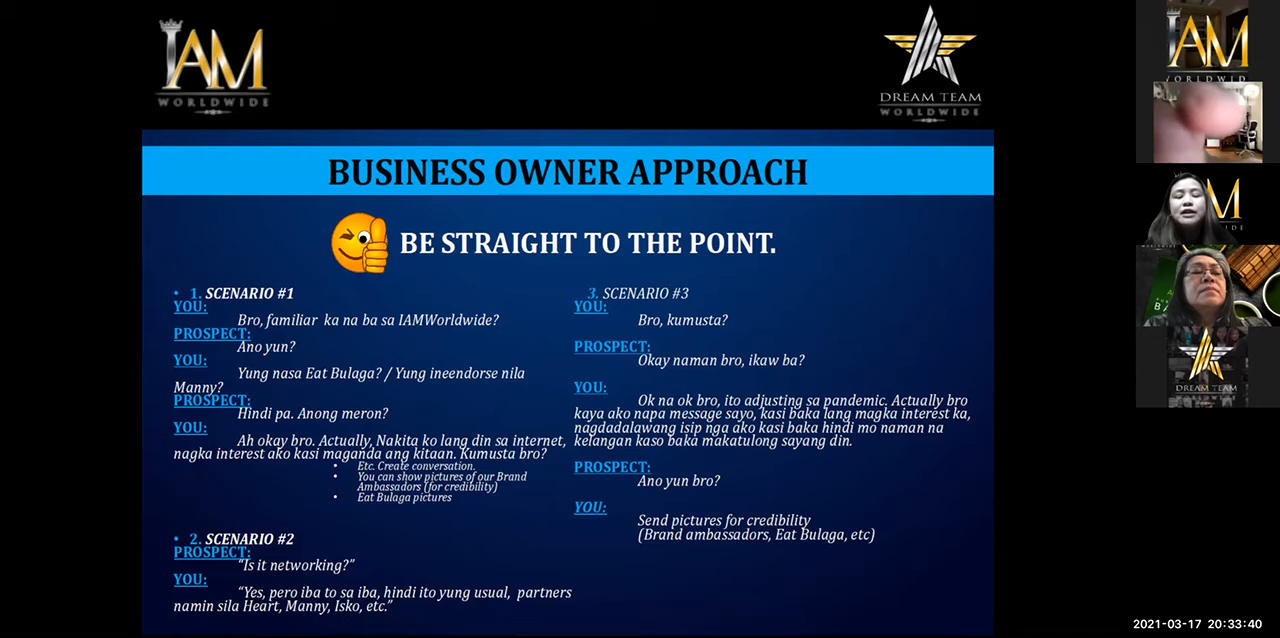 IAM
WORLDWIDE
DREAM TEAM
WORLDWIDE
BUSINESS OWNER APPROACH
BE STRAIGHT TO THE POINT.
• 1. SCENARIO #1
YOU:
Bro, familiar ka na ba sa IAMWorldwide?
PROSPECT:
Ano yun?
YOU:
Yung nasa Eat Bulaga? / Yung ineendorse nila
Manny?
PROSPECT:
Hindi pa. Anong meron?
YOU:
Ah okay bro. Actually, Nakita ko lang din sa internet,
nagka interest ako kasi maganda ang kitaan. Kumusta bro?
• Etc. Create conversation.
• You can show pictures of our Brand
Ambassadors (for credibility)
• Eat Bulaga pictures
• 2. SCENARIO #2
PROSPECT:
“Is it networking?”
YOU:
“Yes, pero iba to sa iba, hindi ito yung usual, partners
namin sila Heart, Manny, Isko, etc.”
3. SCENARIO #3
YOU:
Bro, kumusta?
PROSPECT:
Okay naman bro, ikaw ba?
YOU:
Ok na ok bro, ito adjusting sa pandemic. Actually bro
kaya ako napa message sayo, kasi baka lang magka interest ka,
nagdadalawang isip nga ako kasi baka hindi mo naman na
kelangan kaso baka makatulong sayang din.
PROSPECT:
Ano yun bro?
YOU:
Send pictures for credibility
(Brand ambassadors, Eat Bulaga, etc)
IAM
WORLDWID
M
DREAM TEAM
WORLDWIDE
2021-03-17 20:33:40